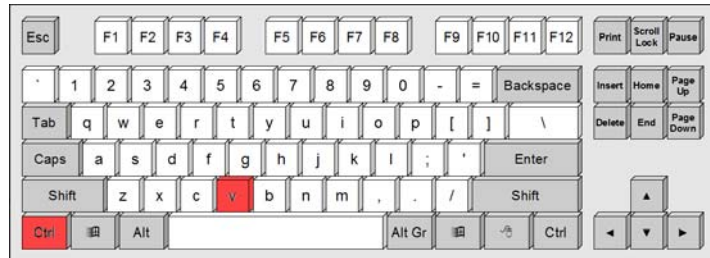 Esc F1 F2 F3 F4 F5 F6 F7 F8 F9 F10 F11 F12 Print Scroll Lock Pause
` 1 2 3 4 5 6 7 8 9 0 - = Backspace Insert Home Page Up
Tab q w e r t y u i o p [ ] \ Delete End Page Down
Caps a s d f g h j k l ; ' Enter
Shift z x c v b n m , . / Shift
Ctrl Alt Alt Gr Ctrl